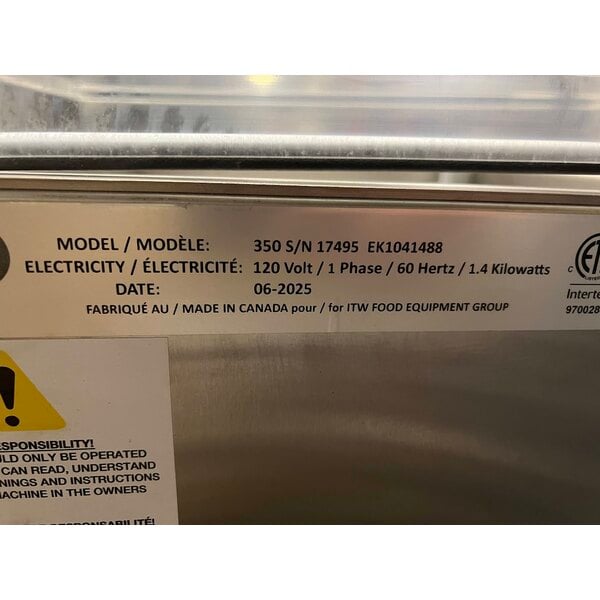 MODEL / MODÈLE: 350 S/N 17495 EK1041488
ELECTRICITY / ÉLECTRICITÉ: 120 Volt / 1 Phase / 60 Hertz / 1.4 Kilowatts
DATE: 06-2025
FABRIQUÉ AU / MADE IN CANADA pour / for ITW FOOD EQUIPMENT GROUP
C
Interte
970028
ESPONSIBILITY!
ULD ONLY BE OPERATED
CAN READ, UNDERSTAND
NINGS AND INSTRUCTIONS
MACHINE IN THE OWNERS
RESPONSABILITÉ!